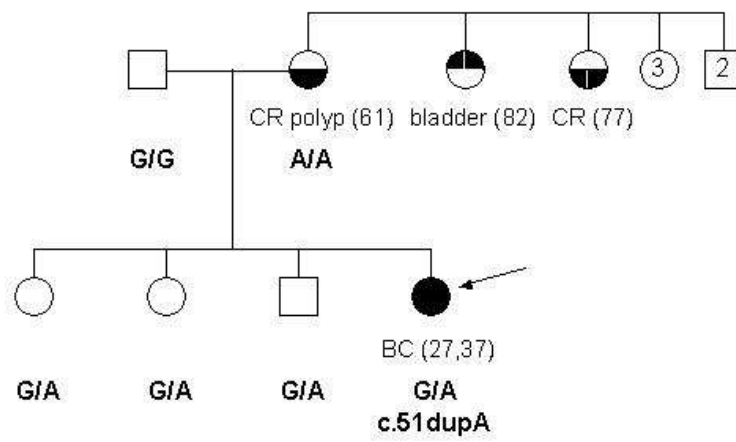 3
2
CR polyp (61)
bladder (82)
CR (77)
G/G
A/A
BC (27,37)
G/A
G/A
G/A
G/A
c.51dupA